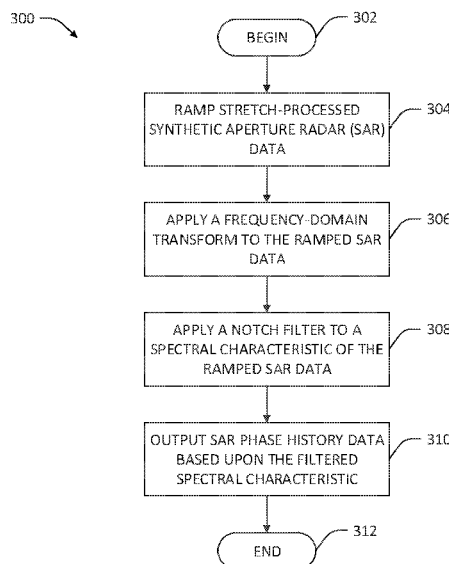 300
BEGIN
302
RAMP STRETCH-PROCESSED
SYNTHETIC APERTURE RADAR (SAR)
DATA
304
APPLY A FREQUENCY-DOMAIN
TRANSFORM TO THE RAMPED SAR
DATA
306
APPLY A NOTCH FILTER TO A
SPECTRAL CHARACTERISTIC OF THE
RAMPED SAR DATA
308
OUTPUT SAR PHASE HISTORY DATA
BASED UPON THE FILTERED
SPECTRAL CHARACTERISTIC
310
END
312